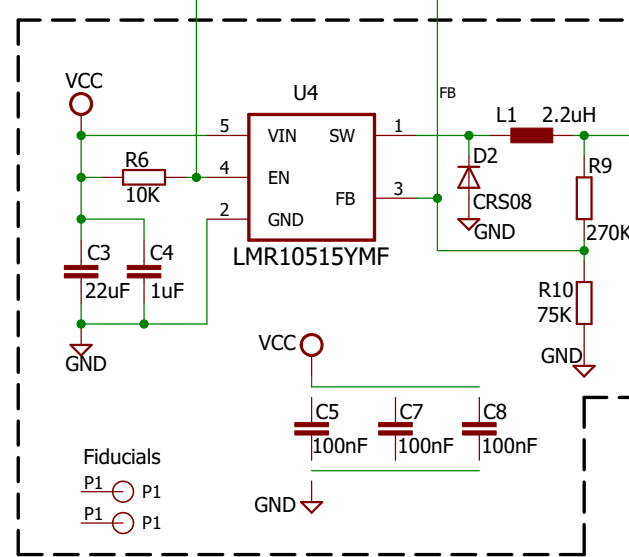 VCC
U4
FB
L1 2.2uH
5 VIN SW 1
R6
10K
4 EN
D2
CRS08
R9
270K
FB 3
2 GND
GND
LMR10515YMF
C3
22uF
C4
1uF
R10
75K
GND
VCC
GND
C5
100nF
C7
100nF
C8
100nF
Fiducials
P1 P1
P1 P1
GND